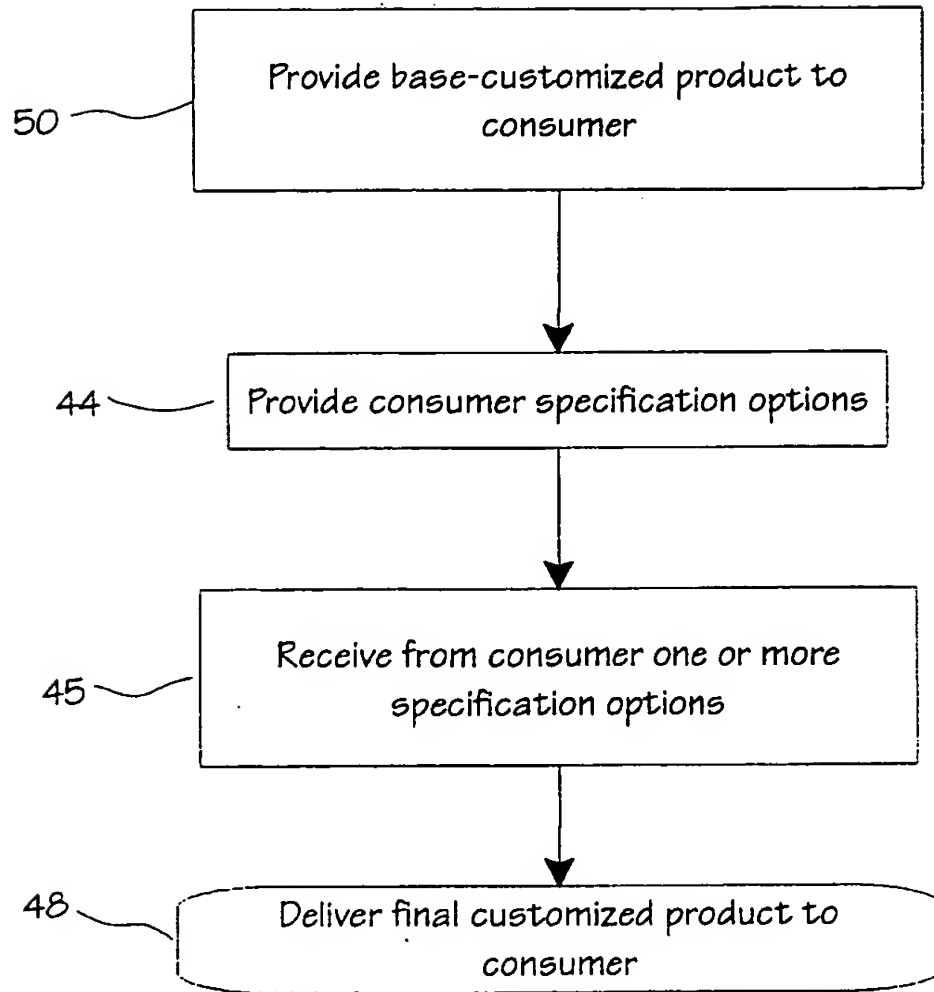 50
Provide base-customized product to
consumer
44
Provide consumer specification options
45
Receive from consumer one or more
specification options
48
Deliver final customized product to
consumer